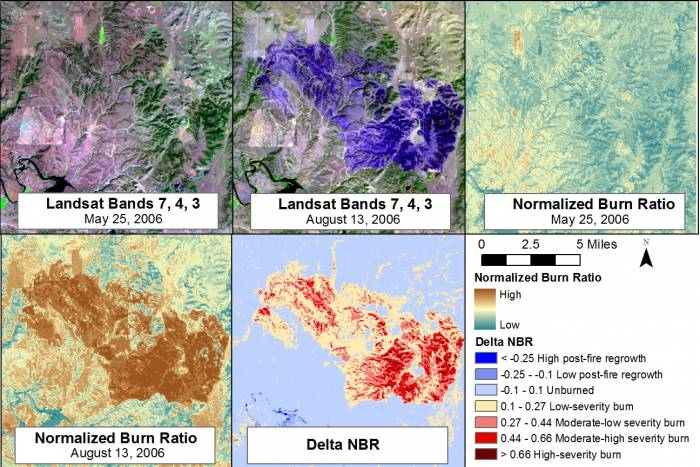 Landsat Bands 7, 4, 3
May 25, 2006
Landsat Bands 7, 4, 3
August 13, 2006
Normalized Burn Ratio
May 25, 2006
Normalized Burn Ratio
August 13, 2006
Delta NBR
0 2.5 5 Miles
N
Normalized Burn Ratio
High
Low
Delta NBR
< -0.25 High post-fire regrowth
-0.25 - -0.1 Low post-fire regrowth
-0.1 - 0.1 Unburned
0.1 - 0.27 Low-severity burn
0.27 - 0.44 Moderate-low severity burn
0.44 - 0.66 Moderate-high severity burn
> 0.66 High-severity burn